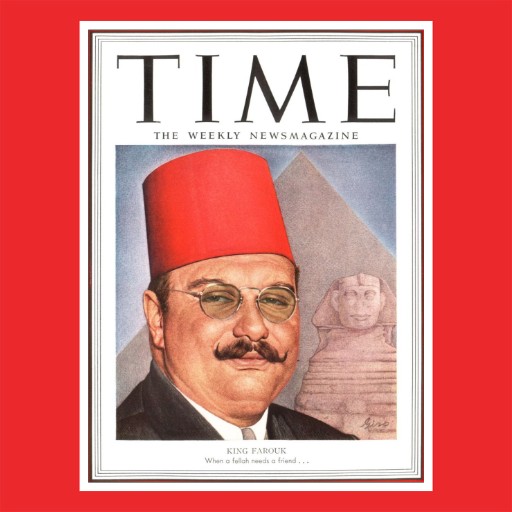 TIME
THE WEEKLY NEWSMAGAZINE
KING FAROUK
When a fellah needs a friend . . .